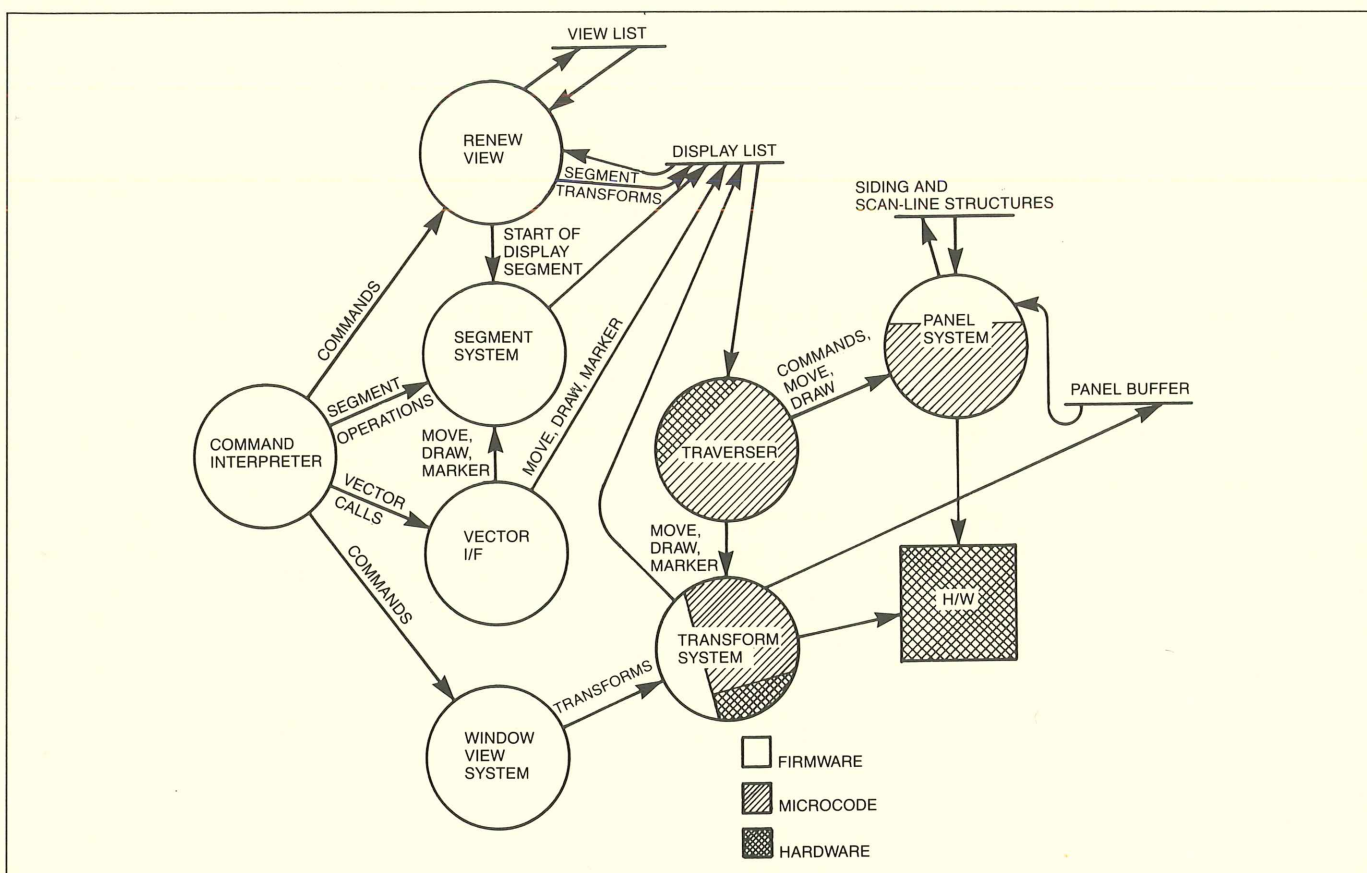 VIEW LIST
RENEW
VIEW
DISPLAY LIST
SEGMENT
TRANSFORMS
SIDING AND
SCAN-LINE STRUCTURES
START OF
DISPLAY
SEGMENT
COMMANDS
SEGMENT
SYSTEM
MOVE, DRAW, MARKER
PANEL
SYSTEM
COMMANDS,
MOVE,
DRAW
PANEL BUFFER
SEGMENT
OPERATIONS
COMMAND
INTERPRETER
MOVE,
DRAW,
MARKER
TRAVERSER
VECTOR
CALLS
VECTOR
I/F
MOVE,
DRAW,
MARKER
H/W
COMMANDS
TRANSFORM
SYSTEM
TRANSFORMS
WINDOW
VIEW
SYSTEM
FIRMWARE
MICROCODE
HARDWARE